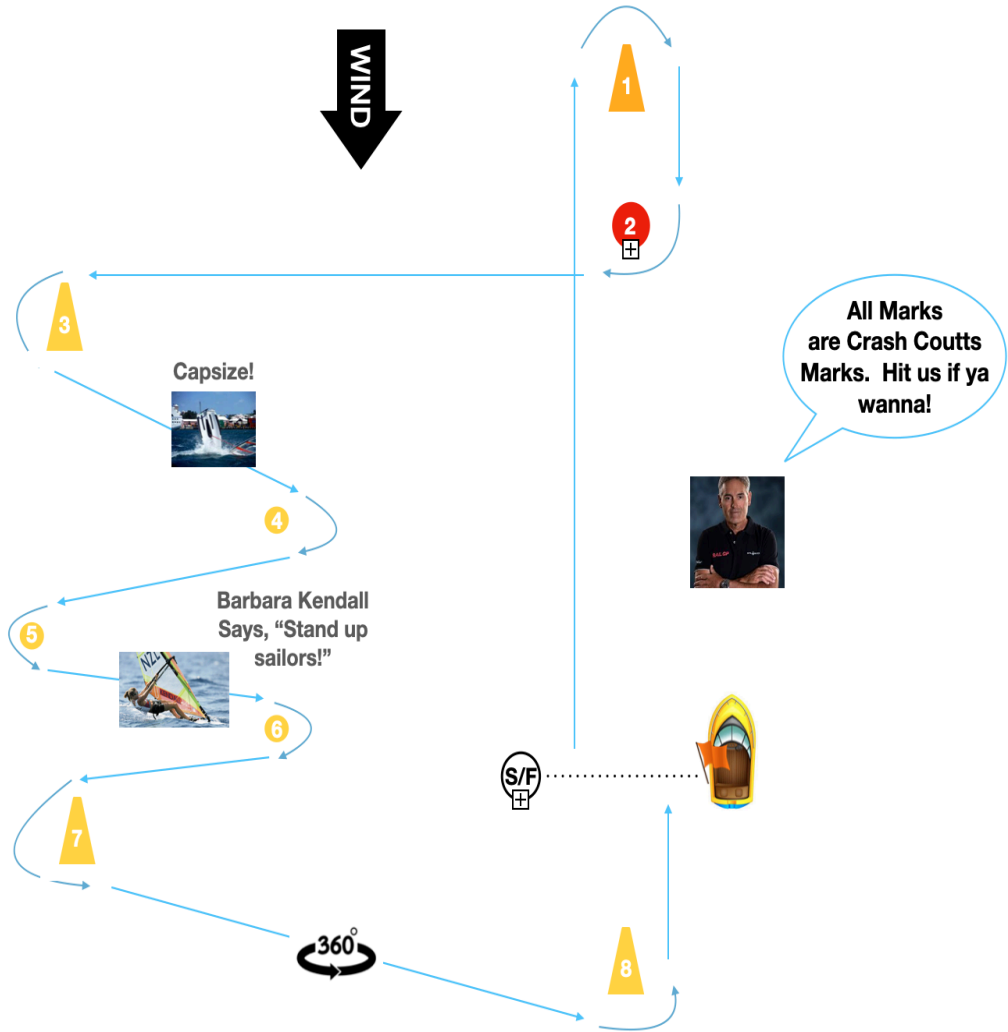 WIND
1
2
3
All Marks
are Crash Coutts
Marks.  Hit us if ya
wanna!
Capsize!
4
Barbara Kendall
Says, “Stand up
sailors!”
5
NZL
6
S/F
7
360°
8